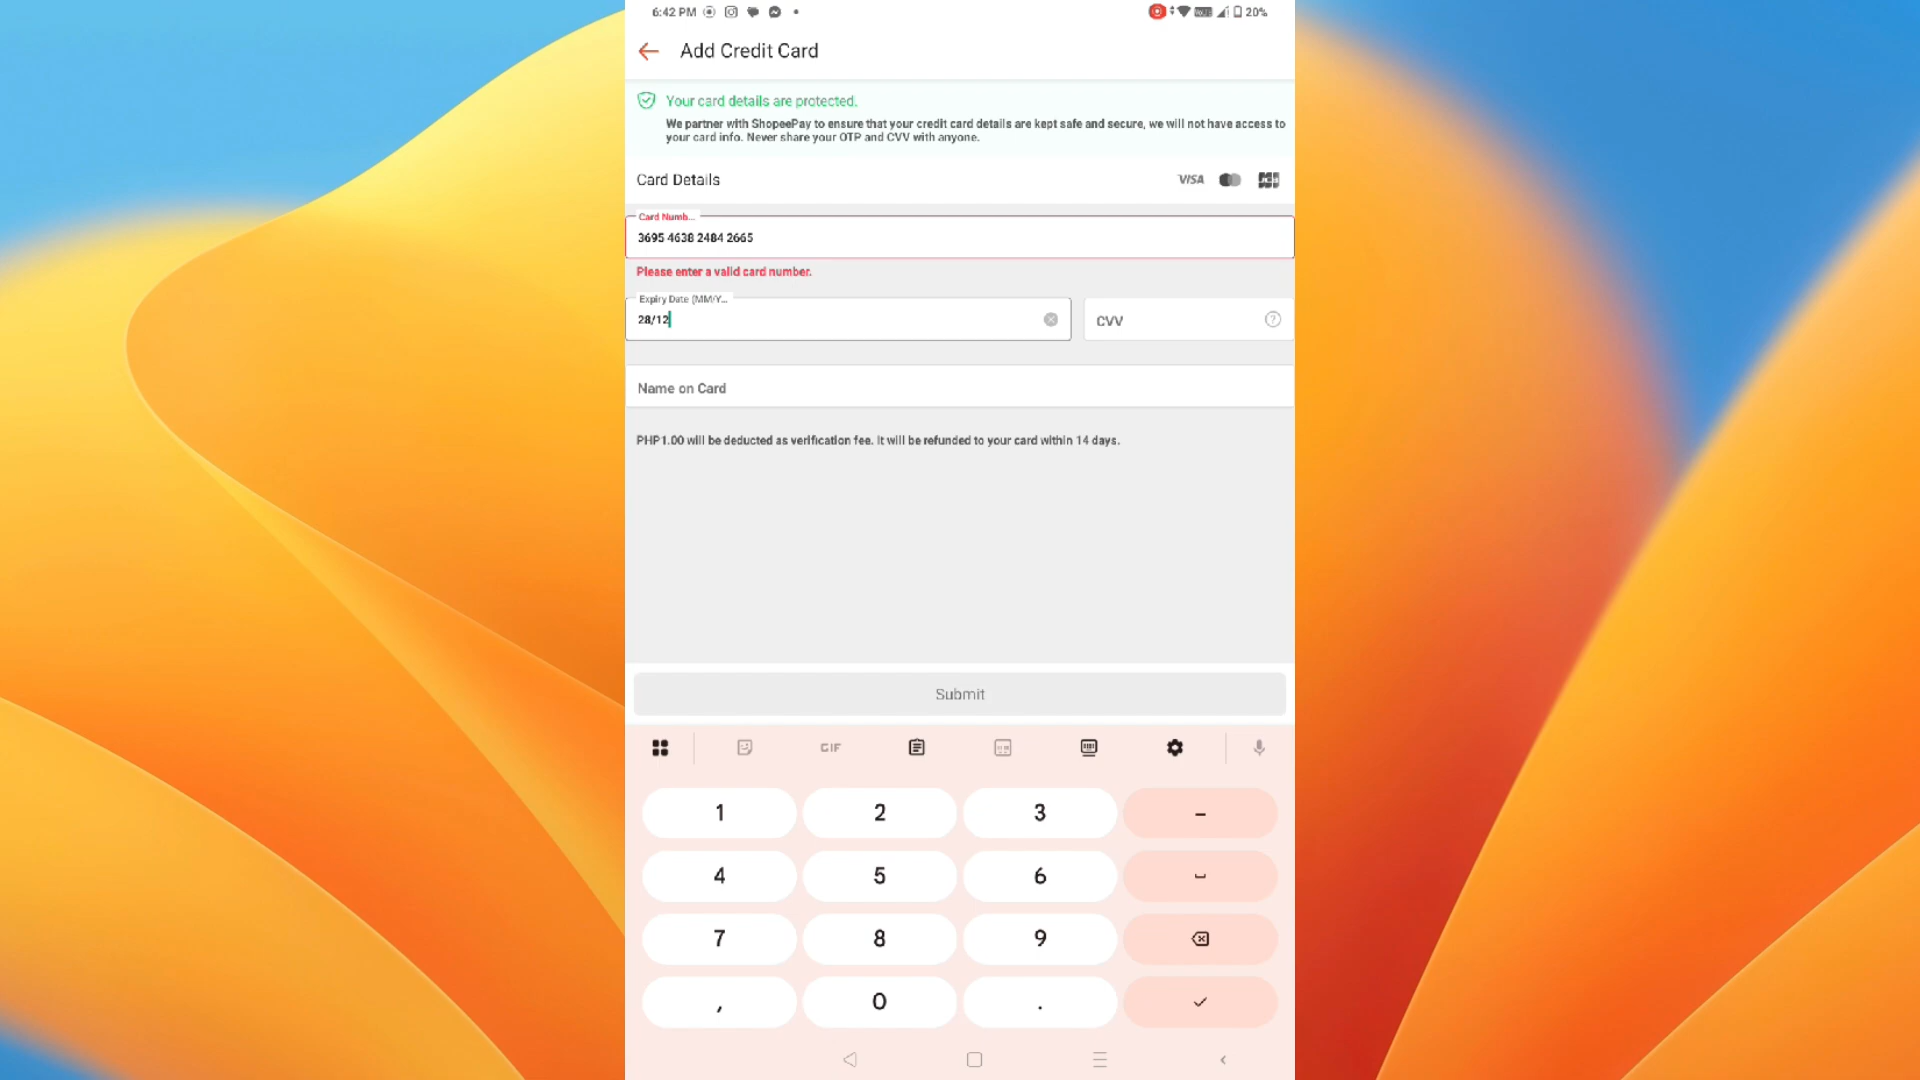 6:42 PM
20%
Add Credit Card
Your card details are protected.
We partner with ShopeePay to ensure that your credit card details are kept safe and secure, we will not have access to
your card info. Never share your OTP and CVV with anyone.
Card Details
VISA
JCB
Card Numb...
3695 4638 2484 2665
Please enter a valid card number.
Expiry Date (MM/Y...
28/12
CVV
?
Name on Card
PHP1.00 will be deducted as verification fee. It will be refunded to your card within 14 days.
Submit
GIF
1 2 3 –
4 5 6
7 8 9
, 0 .